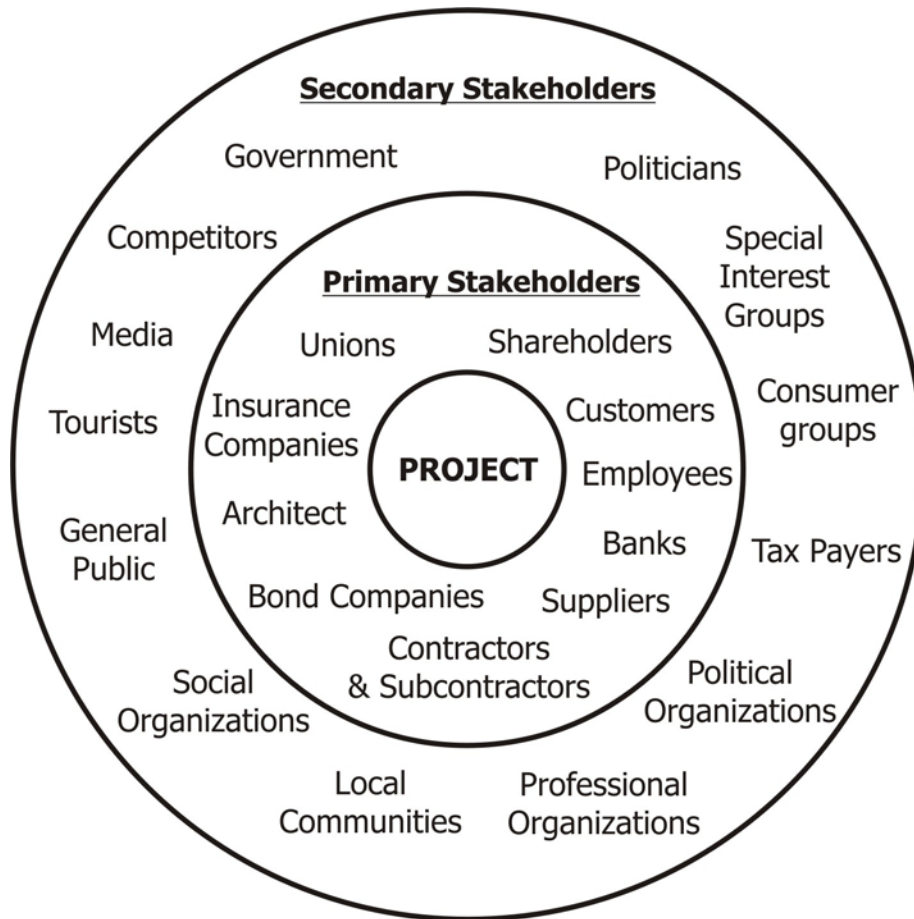 Secondary Stakeholders
Government
Politicians
Competitors
Special
Interest
Groups
Primary Stakeholders
Media
Unions
Shareholders
Tourists
Insurance
Companies
Customers
Consumer
groups
PROJECT
Employees
General
Public
Architect
Banks
Tax Payers
Bond Companies
Suppliers
Contractors
& Subcontractors
Social
Organizations
Political
Organizations
Local
Communities
Professional
Organizations